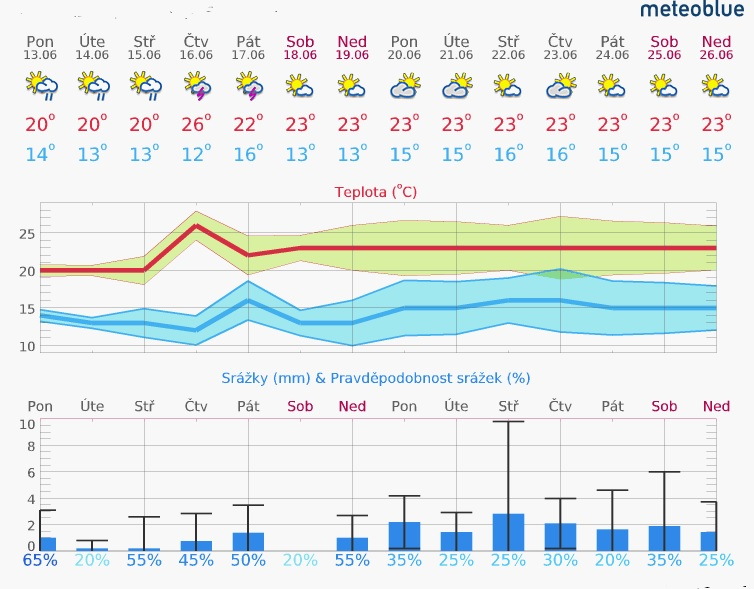 meteoblue
Pon Úte Stř Čtv Pát Sob Ned Pon Úte Stř Čtv Pát Sob Ned
13.06 14.06 15.06 16.06 17.06 18.06 19.06 20.06 21.06 22.06 23.06 24.06 25.06 26.06
20° 20° 20° 26° 22° 23° 23° 23° 23° 23° 23° 23° 23° 23°
14° 13° 13° 12° 16° 13° 13° 15° 15° 16° 16° 15° 15° 15°
Teplota (°C)
25
20
15
10
Srážky (mm) & Pravděpodobnost srážek (%)
Pon Úte Stř Čtv Pát Sob Ned Pon Úte Stř Čtv Pát Sob Ned
10
8
6
4
2
0
65% 20% 55% 45% 50% 20% 55% 35% 25% 25% 30% 25% 35% 25%